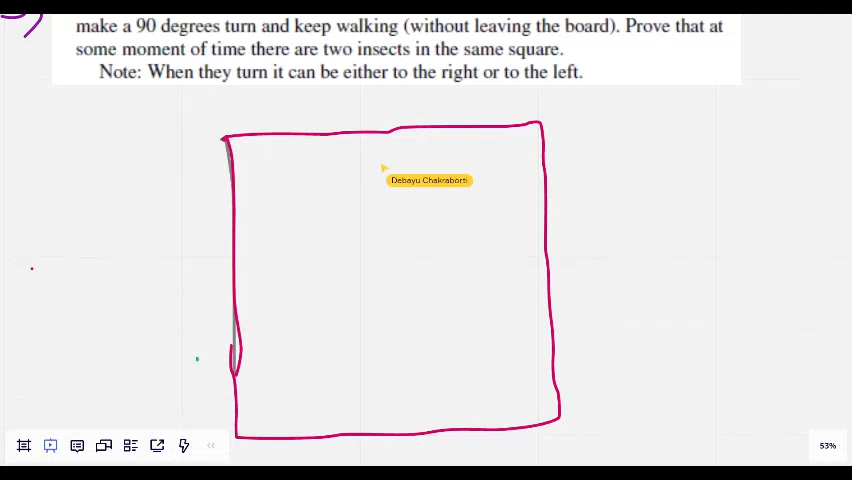 make a 90 degrees turn and keep walking (without leaving the board). Prove that at
some moment of time there are two insects in the same square.
Note: When they turn it can be either to the right or to the left.
Debayu Chakraborti
53%